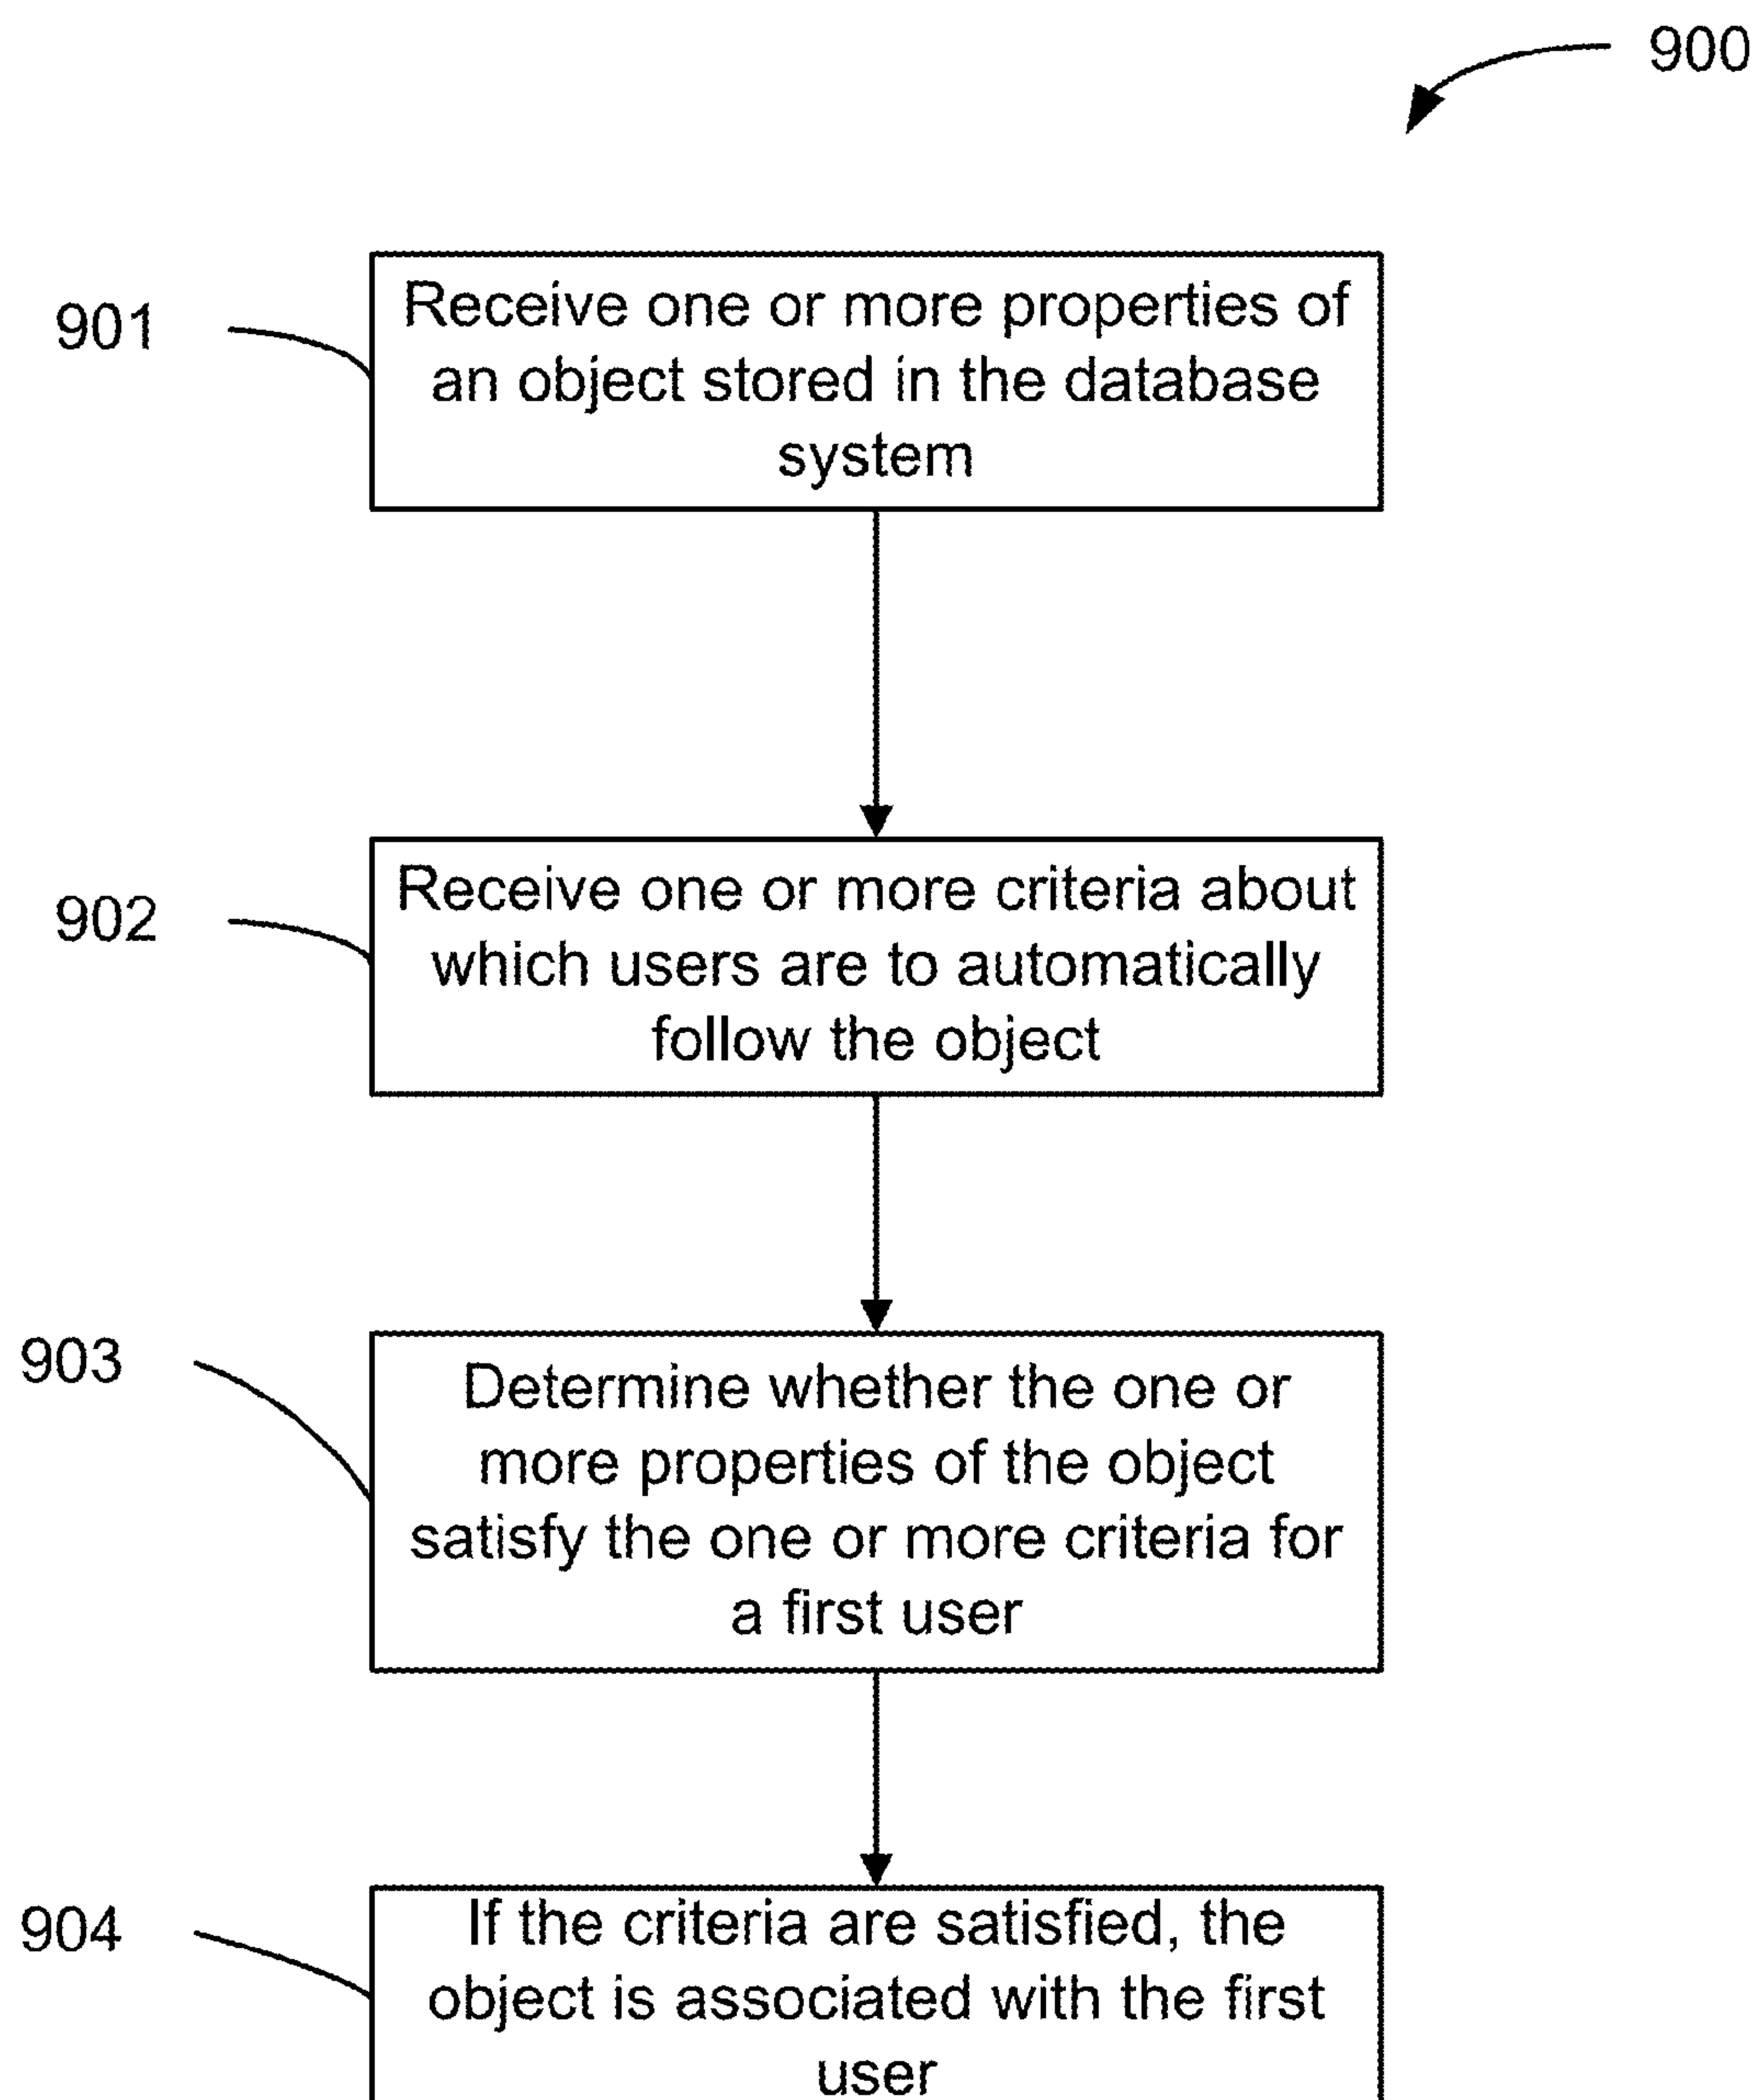 900
901
Receive one or more properties of
an object stored in the database
system
902
Receive one or more criteria about
which users are to automatically
follow the object
903
Determine whether the one or
more properties of the object
satisfy the one or more criteria for
a first user
904
If the criteria are satisfied, the
object is associated with the first
user